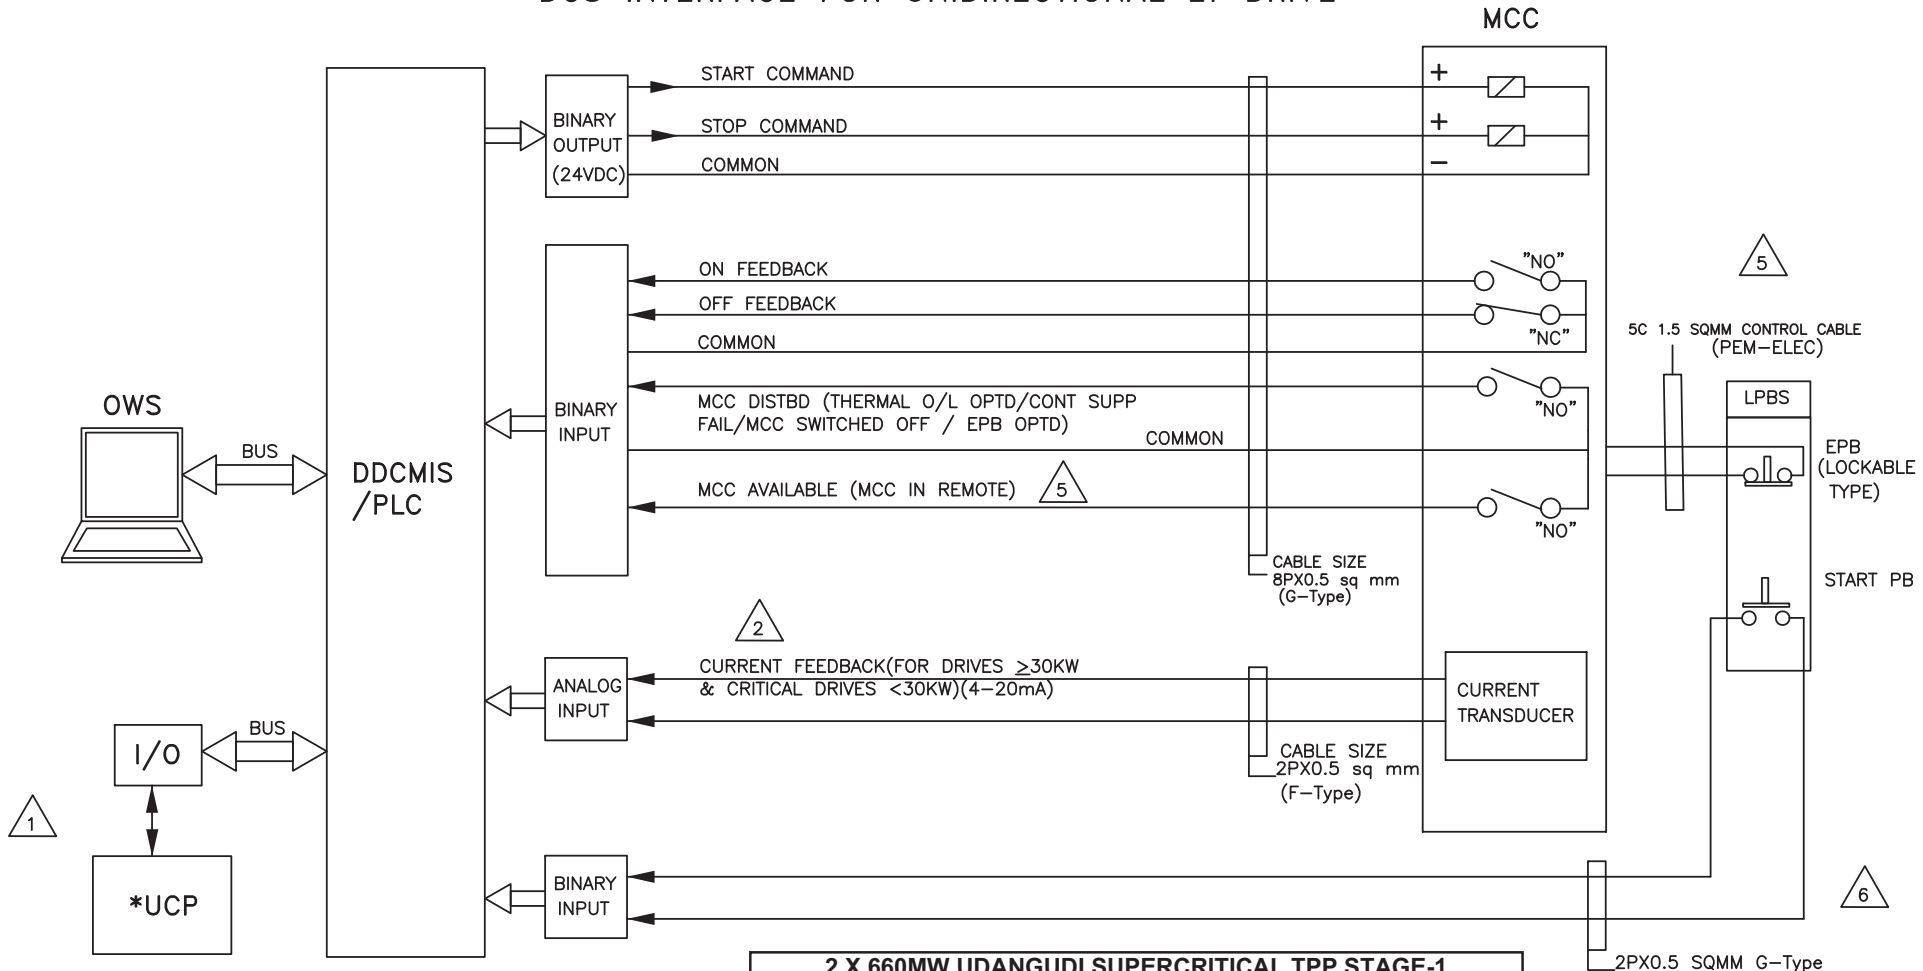 DCS INTERFACE FOR UNIDIRECTIONAL LT DRIVE
MCC
START COMMAND
STOP COMMAND
COMMON
BINARY
OUTPUT
(24VDC)
+
+
−
ON FEEDBACK
OFF FEEDBACK
COMMON
"NO"
"NC"
5
5C 1.5 SQMM CONTROL CABLE
(PEM-ELEC)
LPBS
OWS
BUS
DDCMIS
/PLC
BINARY
INPUT
MCC DISTBD (THERMAL O/L OPTD/CONT SUPP
FAIL/MCC SWITCHED OFF / EPB OPTD)
COMMON
"NO"
EPB
(LOCKABLE
TYPE)
MCC AVAILABLE (MCC IN REMOTE)
5
"NO"
CABLE SIZE
8PX0.5 sq mm
(G-Type)
START PB
2
CURRENT FEEDBACK(FOR DRIVES ≥30KW
& CRITICAL DRIVES <30KW)(4-20mA)
ANALOG
INPUT
CURRENT
TRANSDUCER
CABLE SIZE
2PX0.5 sq mm
(F-Type)
I/O
BUS
1
*UCP
BINARY
INPUT
6
2PX0.5 SQMM G-Type
2 X 660MW UDANGUDI SUPERCRITICAL TPP STAGE-1